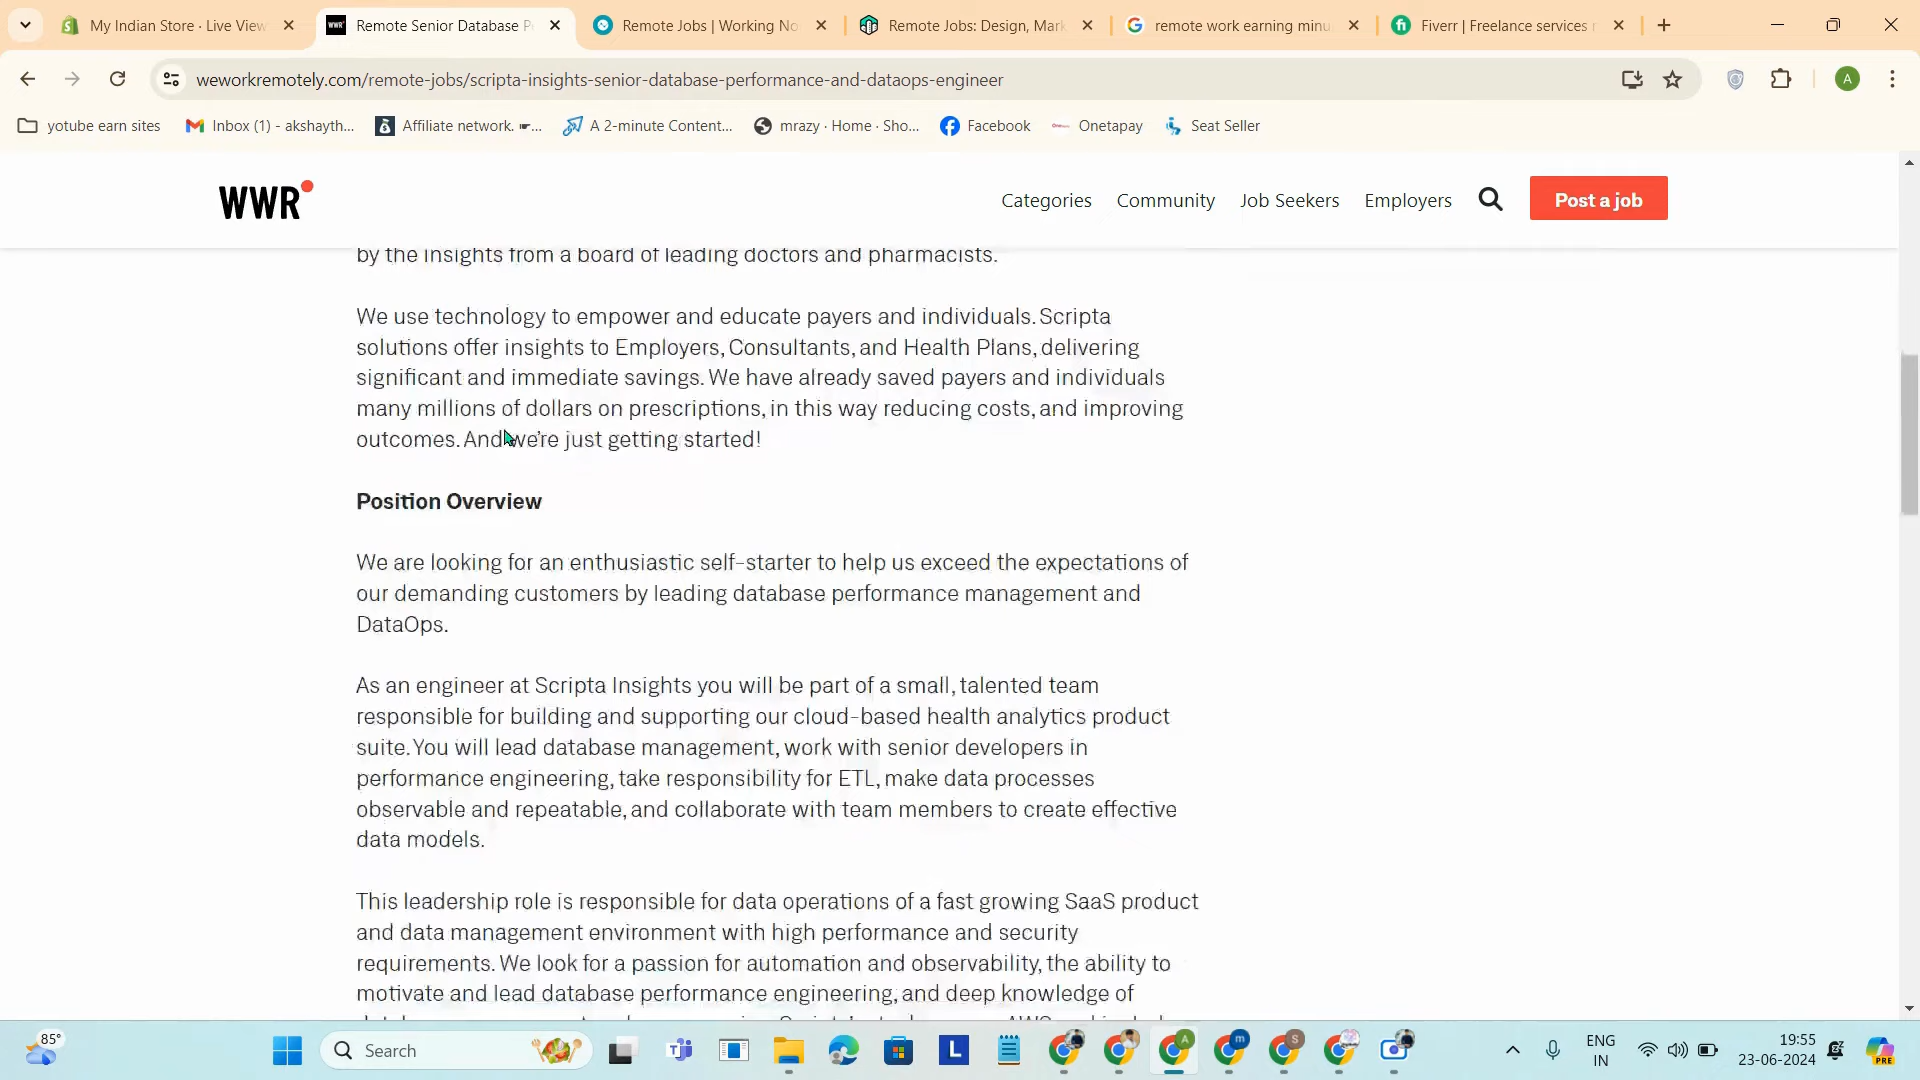 My Indian Store · Live View
Remote Senior Database P
Remote Jobs | Working No
Remote Jobs: Design, Mark
remote work earning minu
Fiverr | Freelance services
weworkremotely.com/remote-jobs/scripta-insights-senior-database-performance-and-dataops-engineer
A
yotube earn sites
Inbox (1) - akshayth...
Affiliate network. ☛...
A 2-minute Content...
mrazy · Home · Sho...
Facebook
Onetapay
Seat Seller
WWR
Categories
Community
Job Seekers
Employers
Post a job
by the insights from a board of leading doctors and pharmacists.
We use technology to empower and educate payers and individuals. Scripta
solutions offer insights to Employers, Consultants, and Health Plans, delivering
significant and immediate savings. We have already saved payers and individuals
many millions of dollars on prescriptions, in this way reducing costs, and improving
outcomes. And we're just getting started!
Position Overview
We are looking for an enthusiastic self-starter to help us exceed the expectations of
our demanding customers by leading database performance management and
DataOps.
As an engineer at Scripta Insights you will be part of a small, talented team
responsible for building and supporting our cloud-based health analytics product
suite. You will lead database management, work with senior developers in
performance engineering, take responsibility for ETL, make data processes
observable and repeatable, and collaborate with team members to create effective
data models.
This leadership role is responsible for data operations of a fast growing SaaS product
and data management environment with high performance and security
requirements. We look for a passion for automation and observability, the ability to
motivate and lead database performance engineering, and deep knowledge of
85°
Search
ENG
IN
19:55
23-06-2024